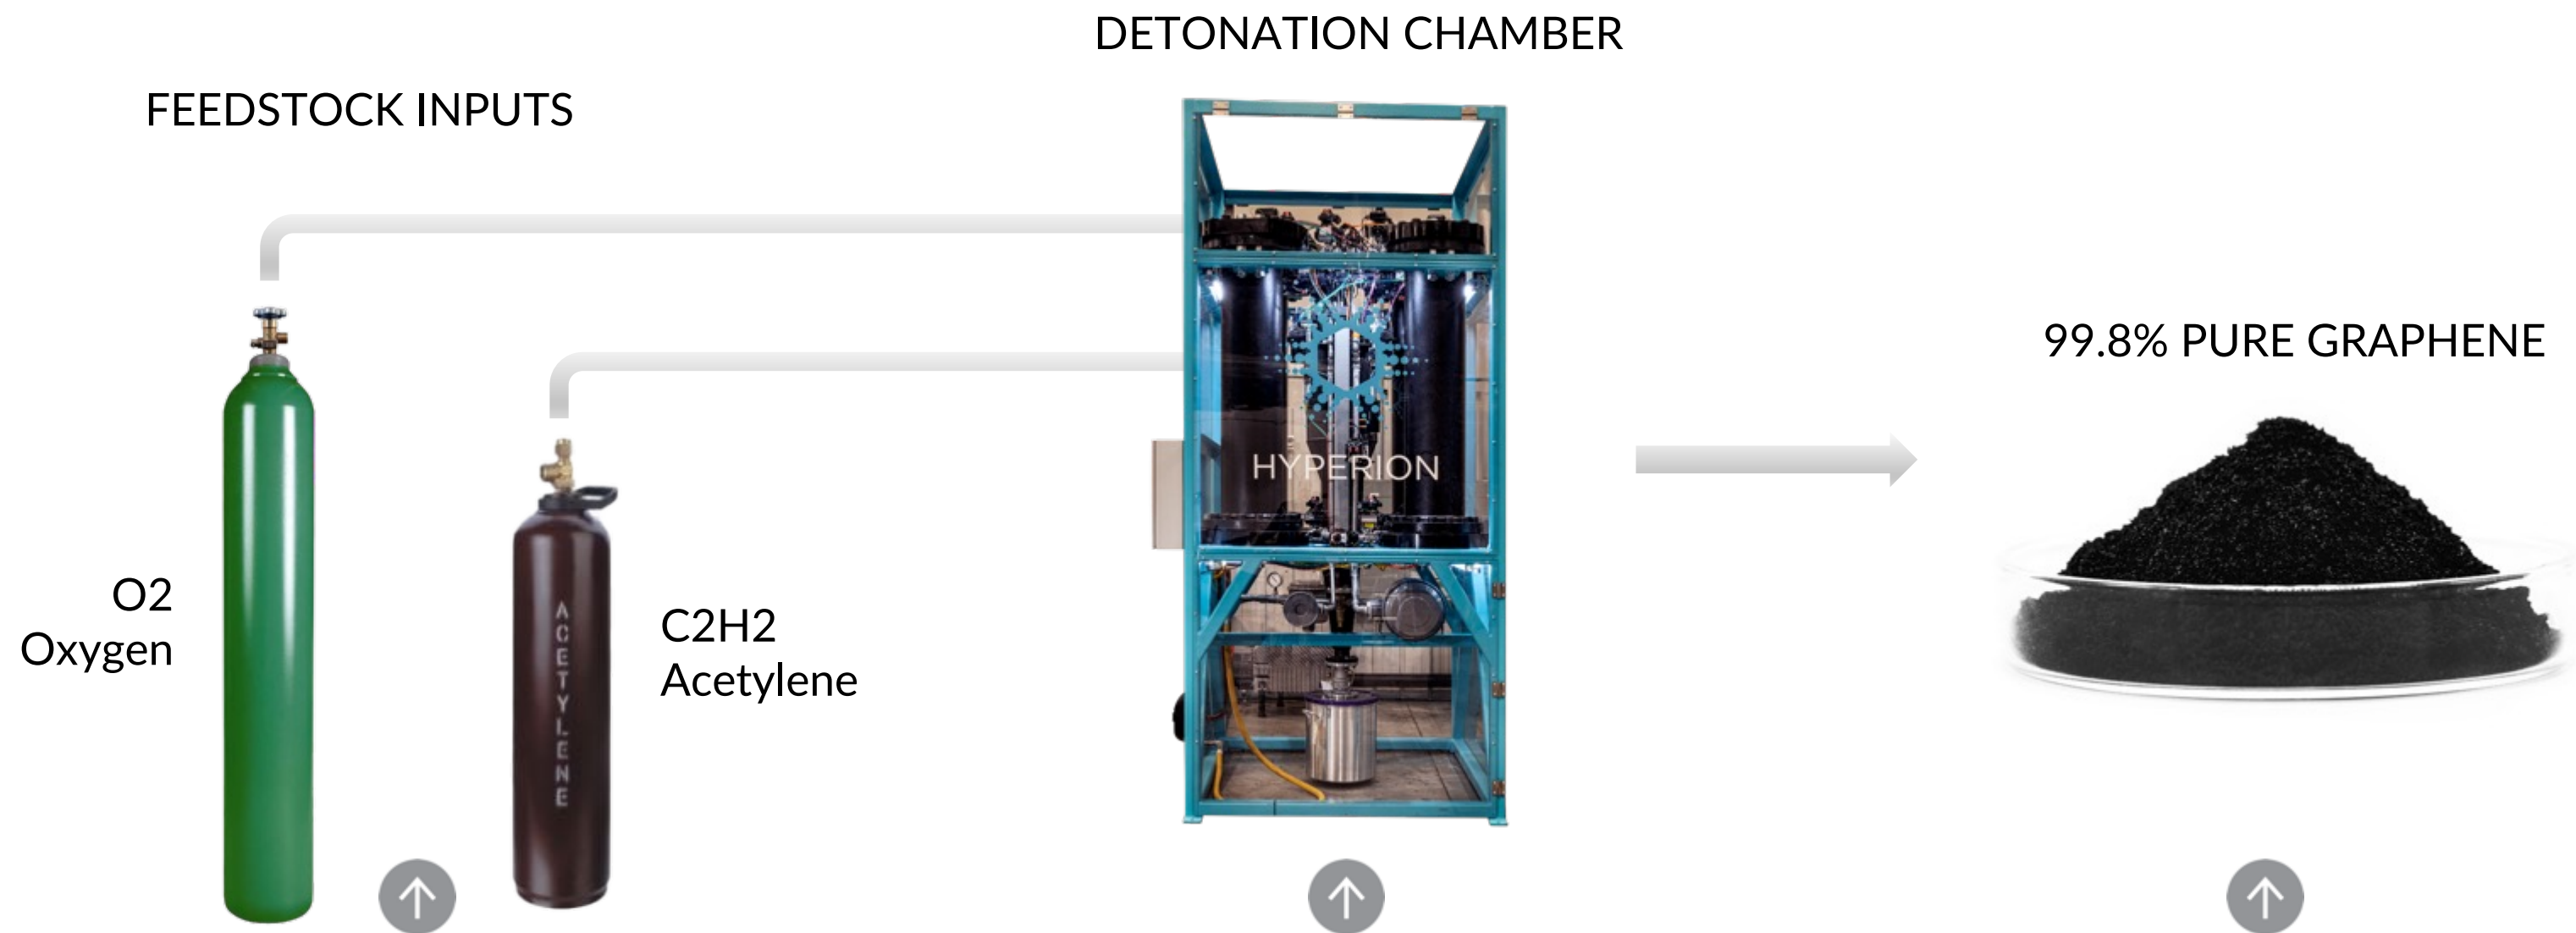 DETONATION CHAMBER
FEEDSTOCK INPUTS
99.8% PURE GRAPHENE
HYPERION
O2
Oxygen
ACETYLENE
C2H2
Acetylene